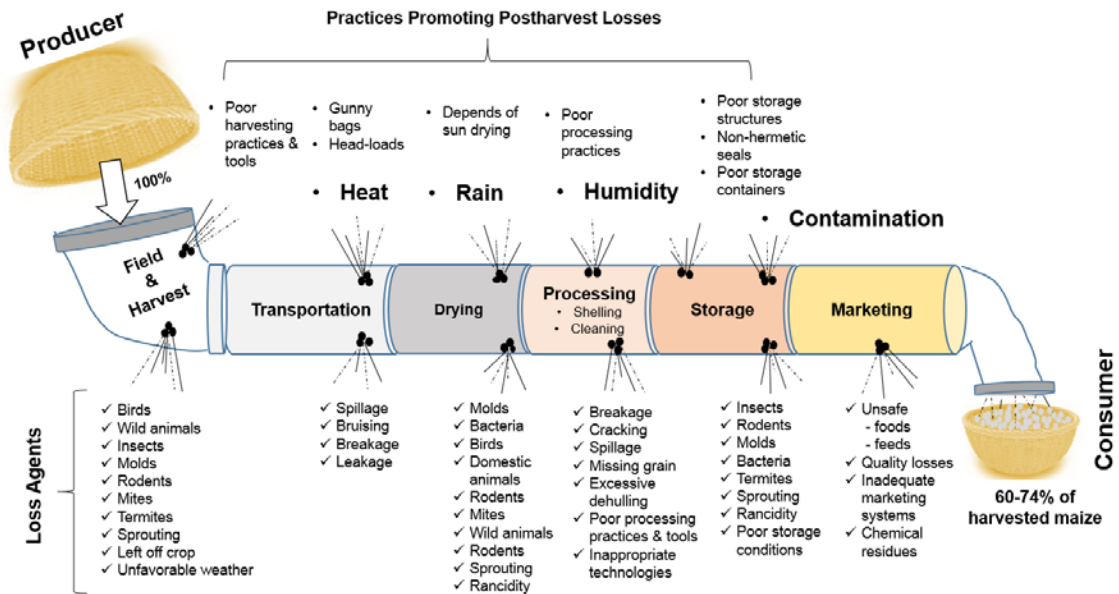 Practices Promoting Postharvest Losses
Producer
100%
• Poor
harvesting
practices &
tools
• Gunny
bags
• Head-loads
• Depends of
sun drying
• Poor
processing
practices
• Poor storage
structures
• Non-hermetic
seals
• Poor storage
containers
• Heat
• Rain
• Humidity
• Contamination
Field
&
Harvest
Transportation
Drying
Processing
• Shelling
• Cleaning
Storage
Marketing
Consumer
60-74% of
harvested maize
Loss Agents
✓ Birds
✓ Wild animals
✓ Insects
✓ Molds
✓ Rodents
✓ Mites
✓ Termites
✓ Sprouting
✓ Left off crop
✓ Unfavorable weather
✓ Spillage
✓ Bruising
✓ Breakage
✓ Leakage
✓ Molds
✓ Bacteria
✓ Birds
✓ Domestic
animals
✓ Rodents
✓ Mites
✓ Wild animals
✓ Rodents
✓ Sprouting
✓ Rancidity
✓ Breakage
✓ Cracking
✓ Spillage
✓ Missing grain
✓ Excessive
dehulling
✓ Poor processing
practices & tools
✓ Inappropriate
technologies
✓ Insects
✓ Rodents
✓ Molds
✓ Bacteria
✓ Termites
✓ Sprouting
✓ Rancidity
✓ Poor storage
conditions
✓ Unsafe
- foods
- feeds
✓ Quality losses
✓ Inadequate
marketing
systems
✓ Chemical
residues